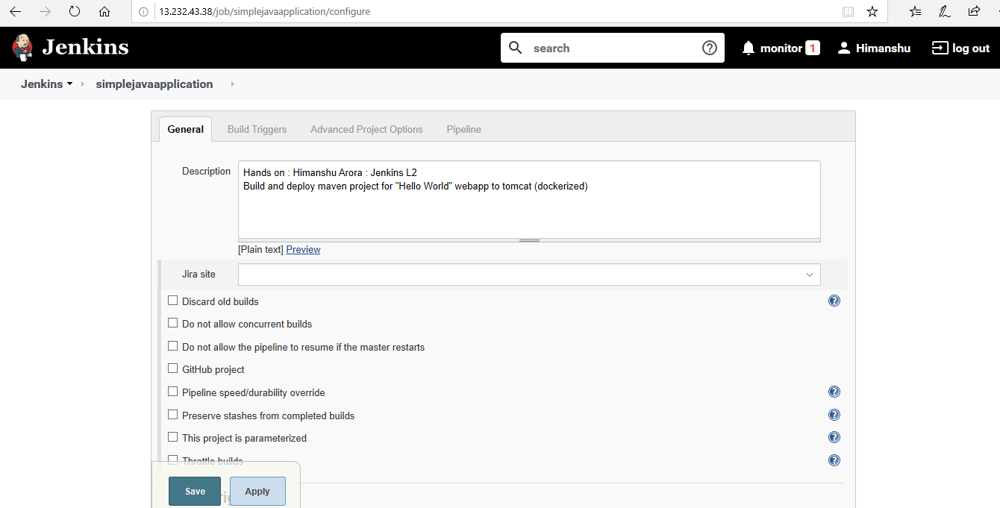 13.232.43.38/job/simplejavaapplication/configure
Jenkins
search
monitor 1
Himanshu
log out
Jenkins
simplejavaapplication
General
Build Triggers
Advanced Project Options
Pipeline
Description
Hands on : Himanshu Arora : Jenkins L2
Build and deploy maven project for "Hello World" webapp to tomcat (dockerized)
[Plain text] Preview
Jira site
Discard old builds
Do not allow concurrent builds
Do not allow the pipeline to resume if the master restarts
GitHub project
Pipeline speed/durability override
Preserve stashes from completed builds
This project is parameterized
Throttle builds
Save
Apply